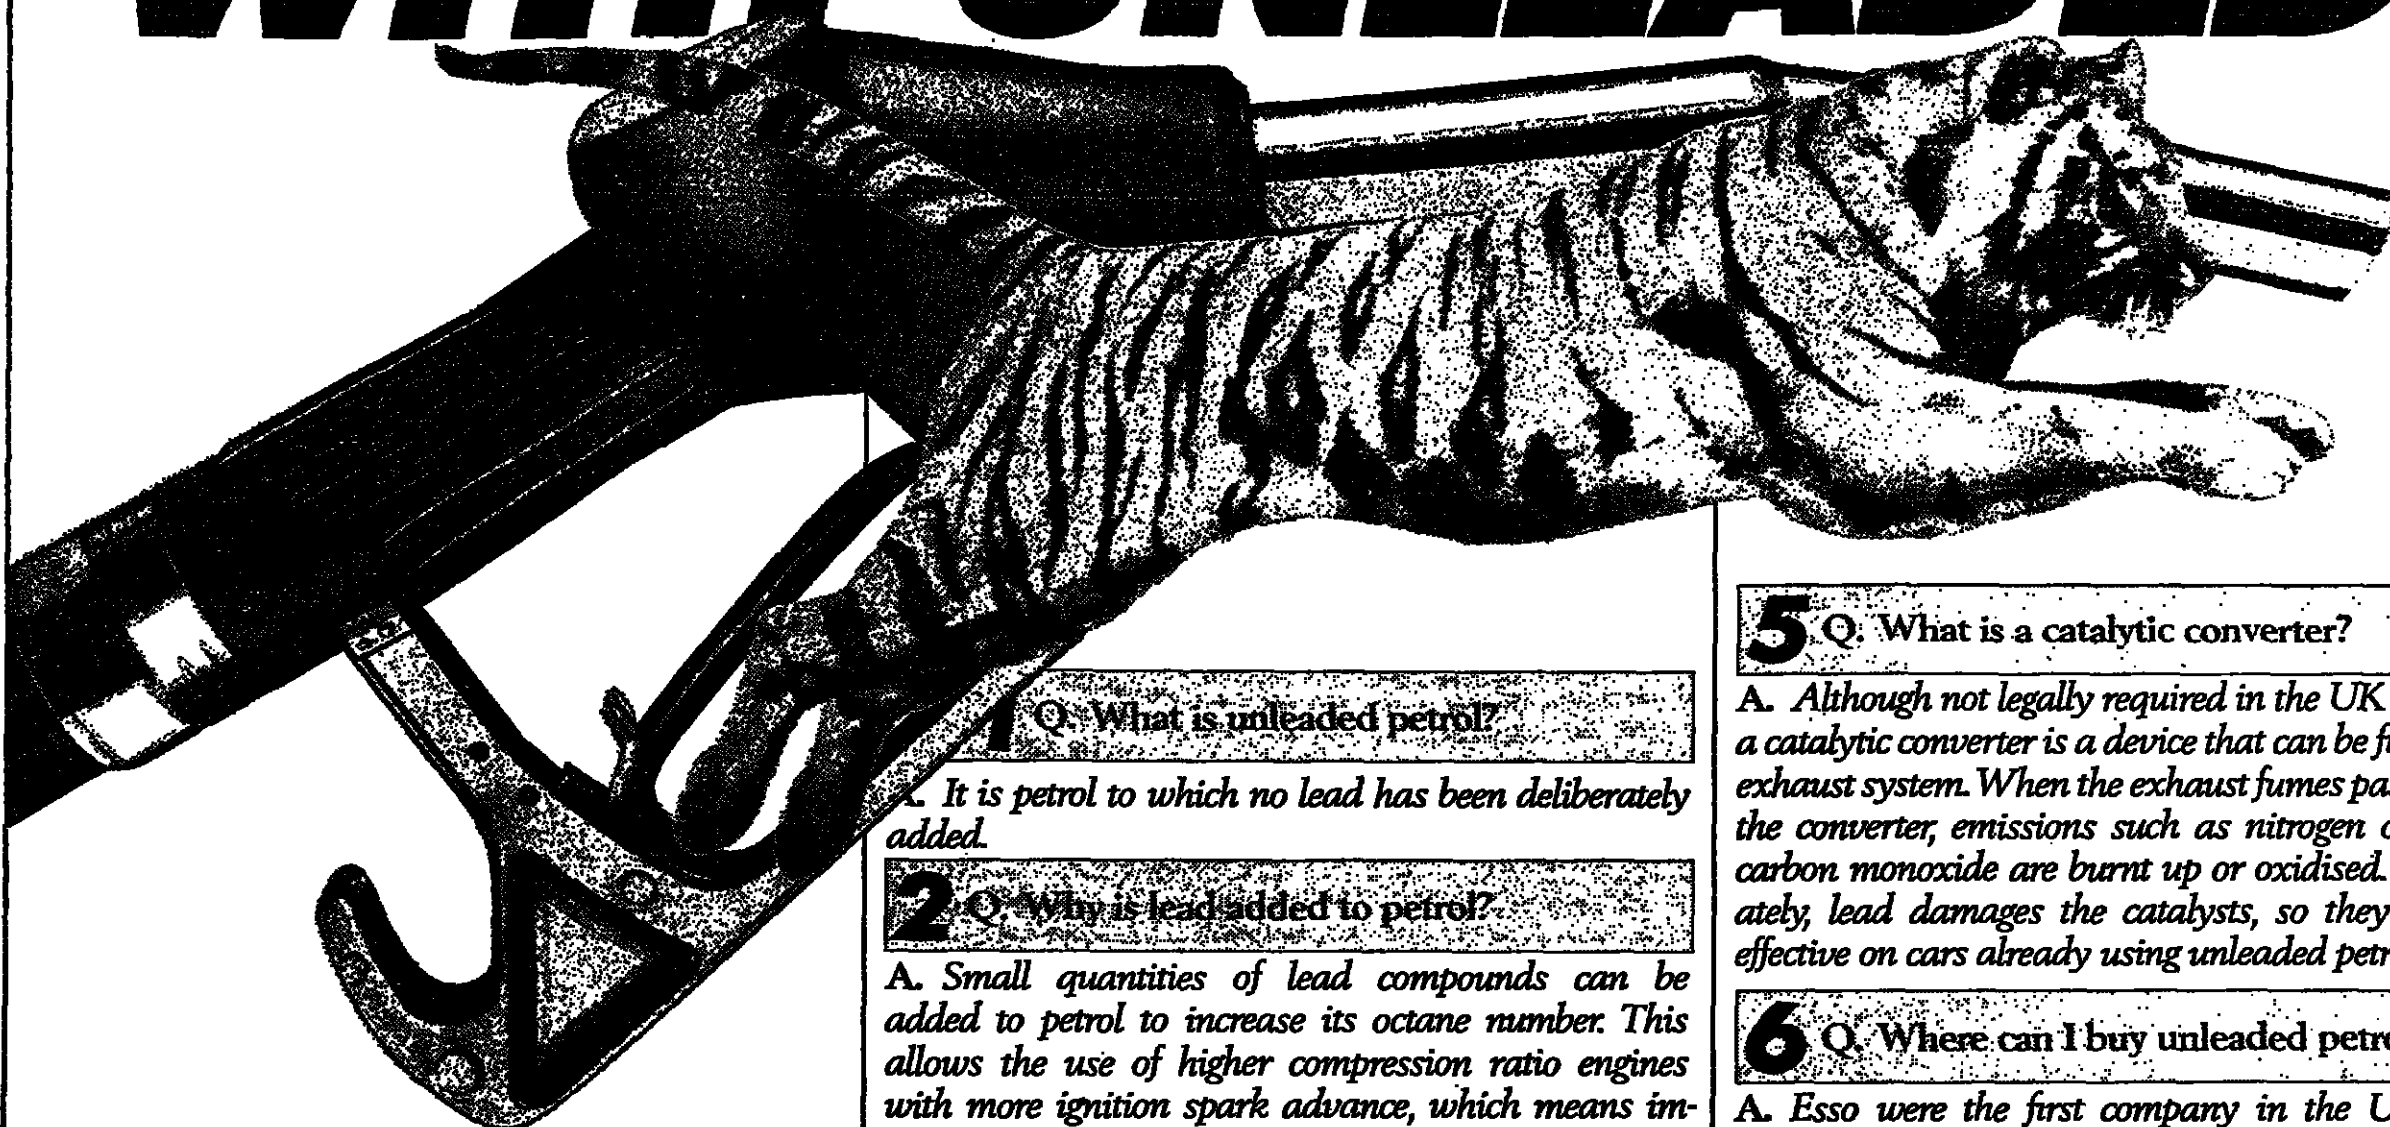 WITH UNLEADED
1 Q. What is unleaded petrol?
A. It is petrol to which no lead has been deliberately
added.
2 Q. Why is lead added to petrol?
A. Small quantities of lead compounds can be
added to petrol to increase its octane number. This
allows the use of higher compression ratio engines
with more ignition spark advance, which means im-
5 Q. What is a catalytic converter?
A. Although not legally required in the UK
a catalytic converter is a device that can be
exhaust system. When the exhaust fumes
the converter, emissions such as nitrogen
carbon monoxide are burnt up or oxidised.
ately, lead damages the catalysts, so they
effective on cars already using unleaded
6 Q. Where can I buy unleaded
A. Esso were the first company in the